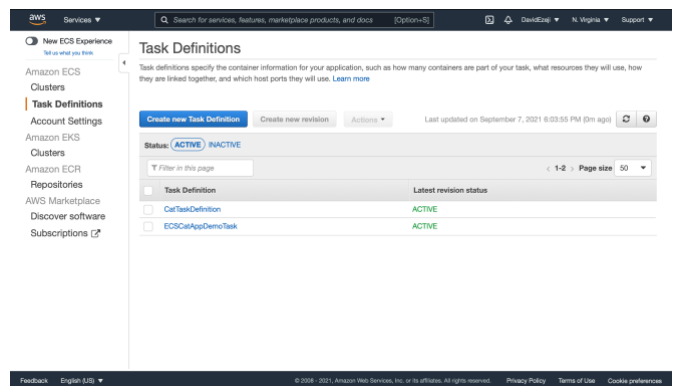 aws Services ▼ Search for services, features, marketplace products, and docs [Option+S] DavidEzeji ▼ N. Virginia ▼ Support ▼
New ECS Experience
Tell us what you think
Amazon ECS
Clusters
Task Definitions
Account Settings
Amazon EKS
Clusters
Amazon ECR
Repositories
AWS Marketplace
Discover software
Subscriptions
Task Definitions
Task definitions specify the container information for your application, such as how many containers are part of your task, what resources they will use, how
they are linked together, and which host ports they will use. Learn more
Create new Task Definition Create new revision Actions ▼ Last updated on September 7, 2021 6:03:55 PM (0m ago)
Status: ACTIVE INACTIVE
Filter in this page < 1-2 > Page size 50 ▼
Task Definition Latest revision status
CatTaskDefinition ACTIVE
ECSCatAppDemoTask ACTIVE
Feedback English (US) ▼ © 2008 - 2021, Amazon Web Services, Inc. or its affiliates. All rights reserved. Privacy Policy Terms of Use Cookie preferences